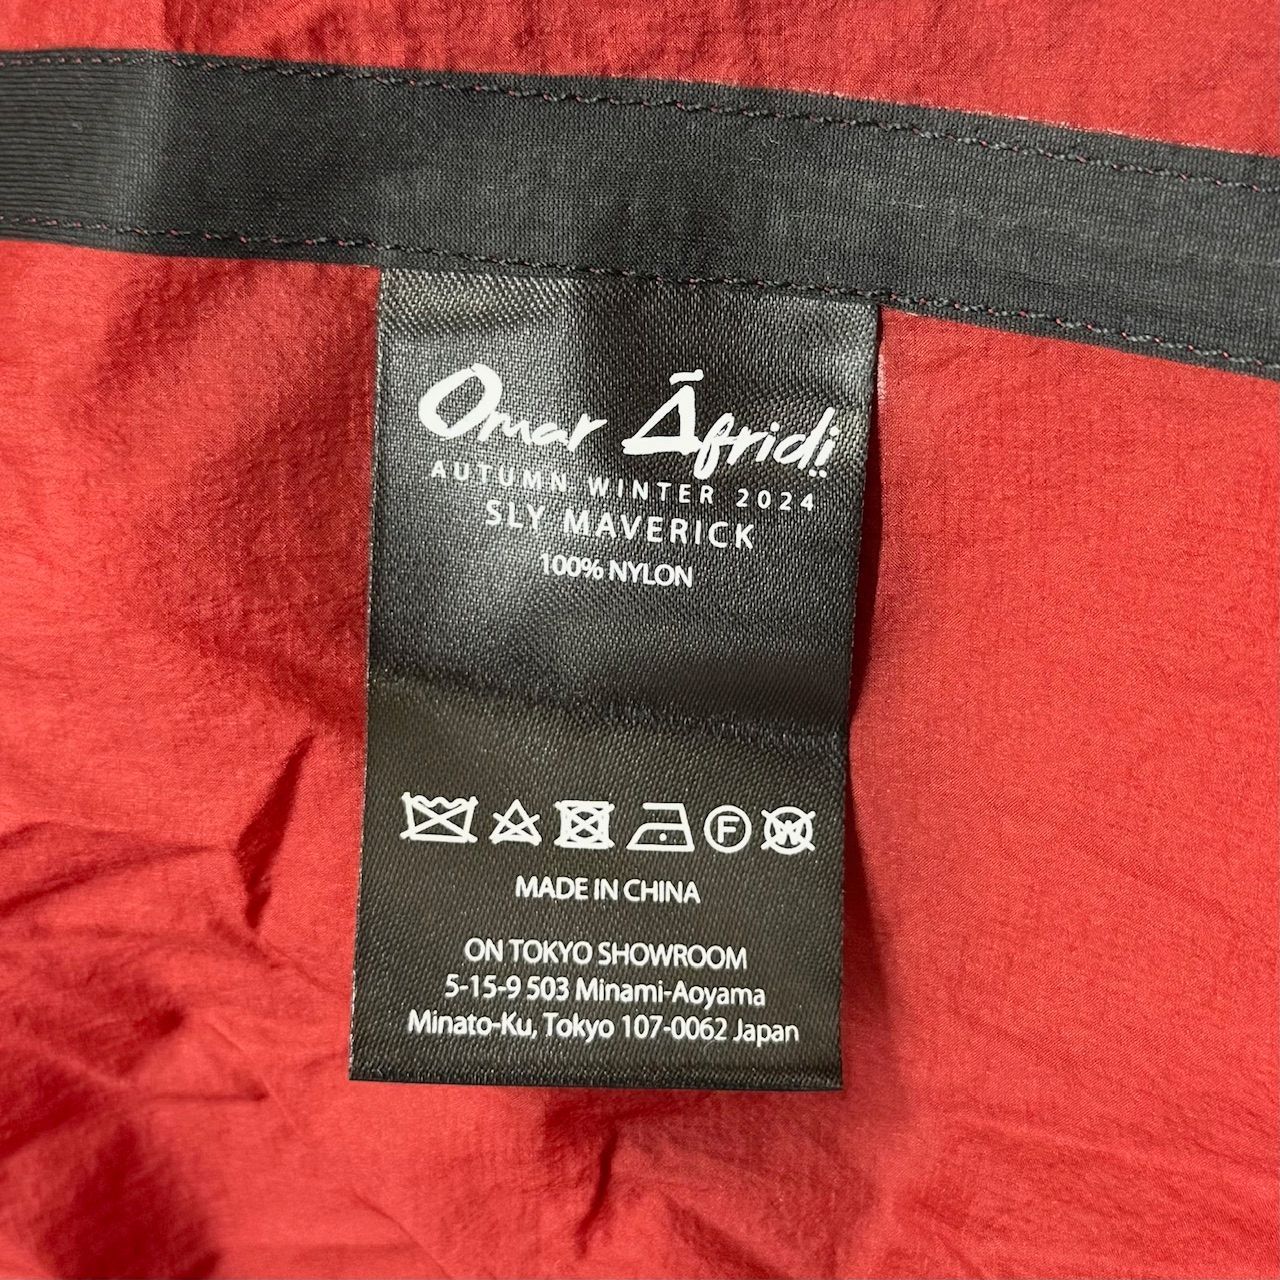 Omar Āfridi
AUTUMN WINTER 2024
SLY MAVERICK
100% NYLON
F W
MADE IN CHINA
ON TOKYO SHOWROOM
5-15-9 503 Minami-Aoyama
Minato-Ku, Tokyo 107-0062 Japan